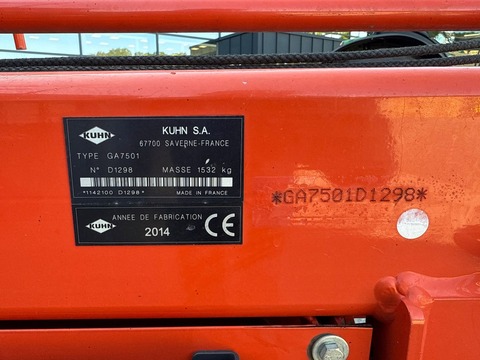 KUHN
KUHN S.A.
67700 SAVERNE-FRANCE
TYPE GA7501
N° D1298 MASSE 1532 kg
*1142100 D1298* MADE IN FRANCE
KUHN
ANNEE DE FABRICATION
2014
CE
*GA7501D1298*